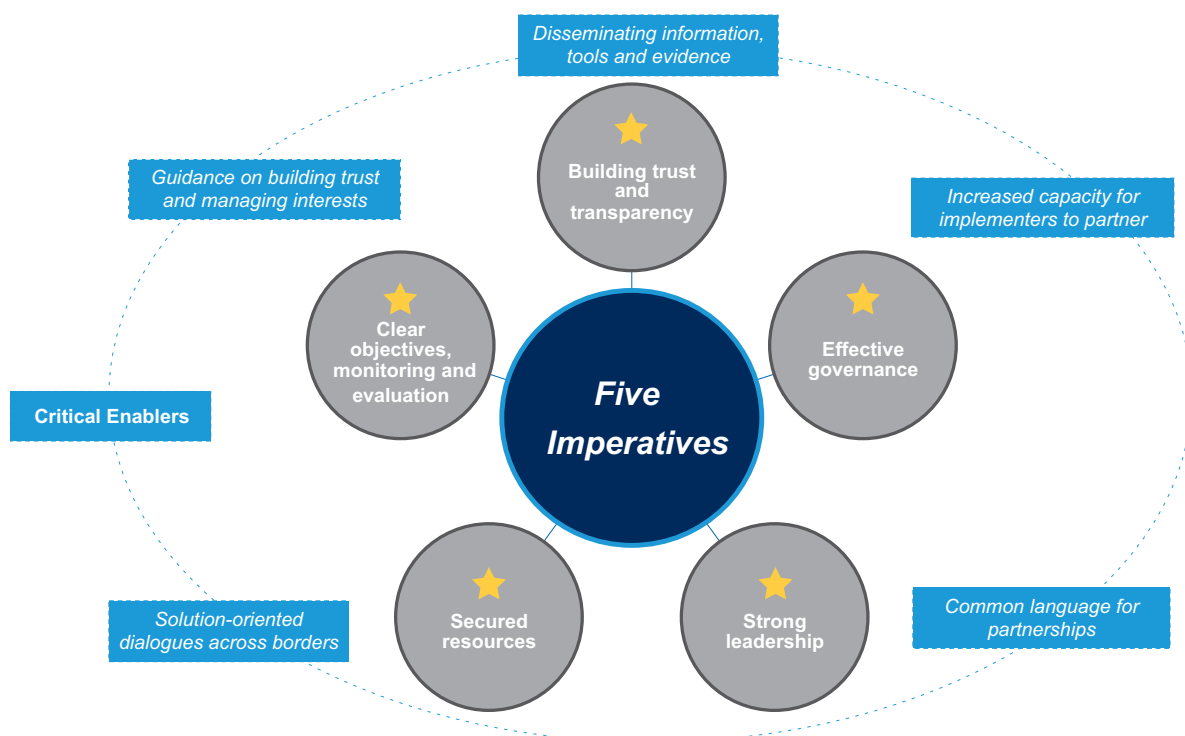 Disseminating information,
tools and evidence
Guidance on building trust
and managing interests
Building trust
and
transparency
Increased capacity for
implementers to partner
Clear
objectives,
monitoring and
evaluation
Effective
governance
Five
Imperatives
Critical Enablers
Solution-oriented
dialogues across borders
Secured
resources
Strong
leadership
Common language for
partnerships